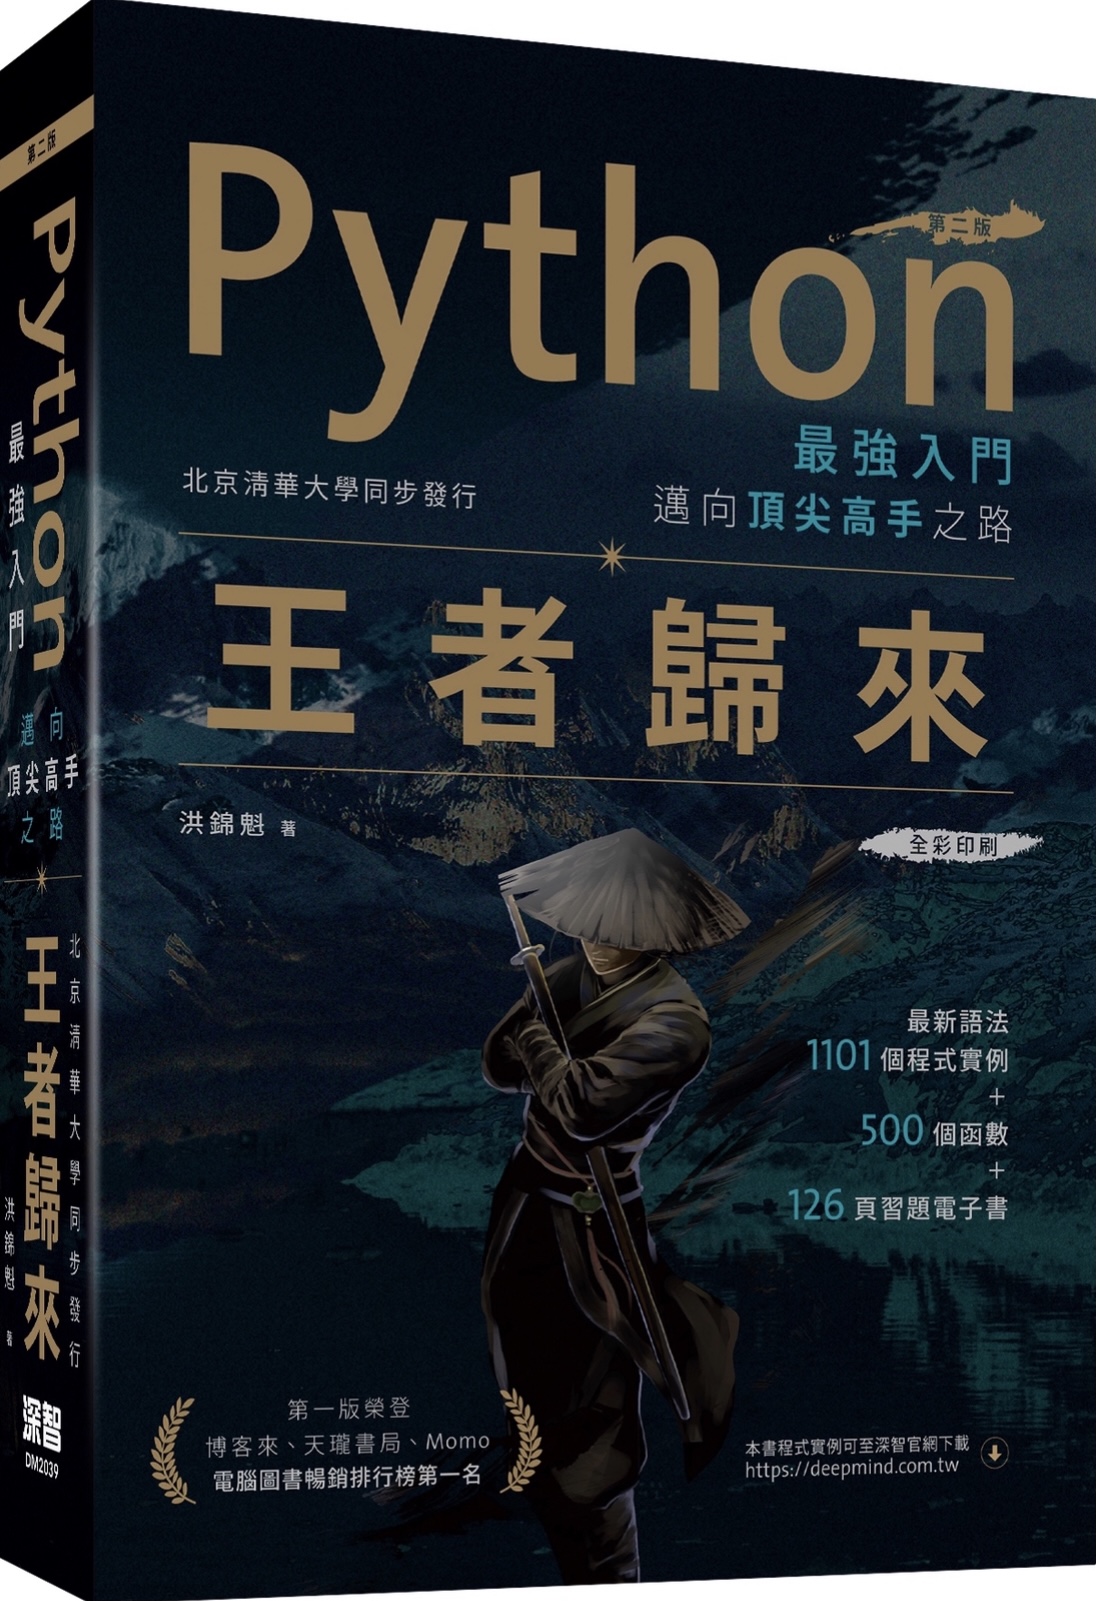 第二版
Python
最強入門
邁向
頂尖高手
之路
王者歸來
北京清華大學同步發行
洪錦魁 著
深智
DM2039
Python
第二版
最強入門
北京清華大學同步發行
邁向頂尖高手之路
王者歸來
洪錦魁 著
全彩印刷
最新語法
1101 個程式實例
+
500 個函數
+
126 頁習題電子書
第一版榮登
博客來、天瓏書局、Momo
電腦圖書暢銷排行榜第一名
本書程式實例可至深智官網下載
https://deepmind.com.tw